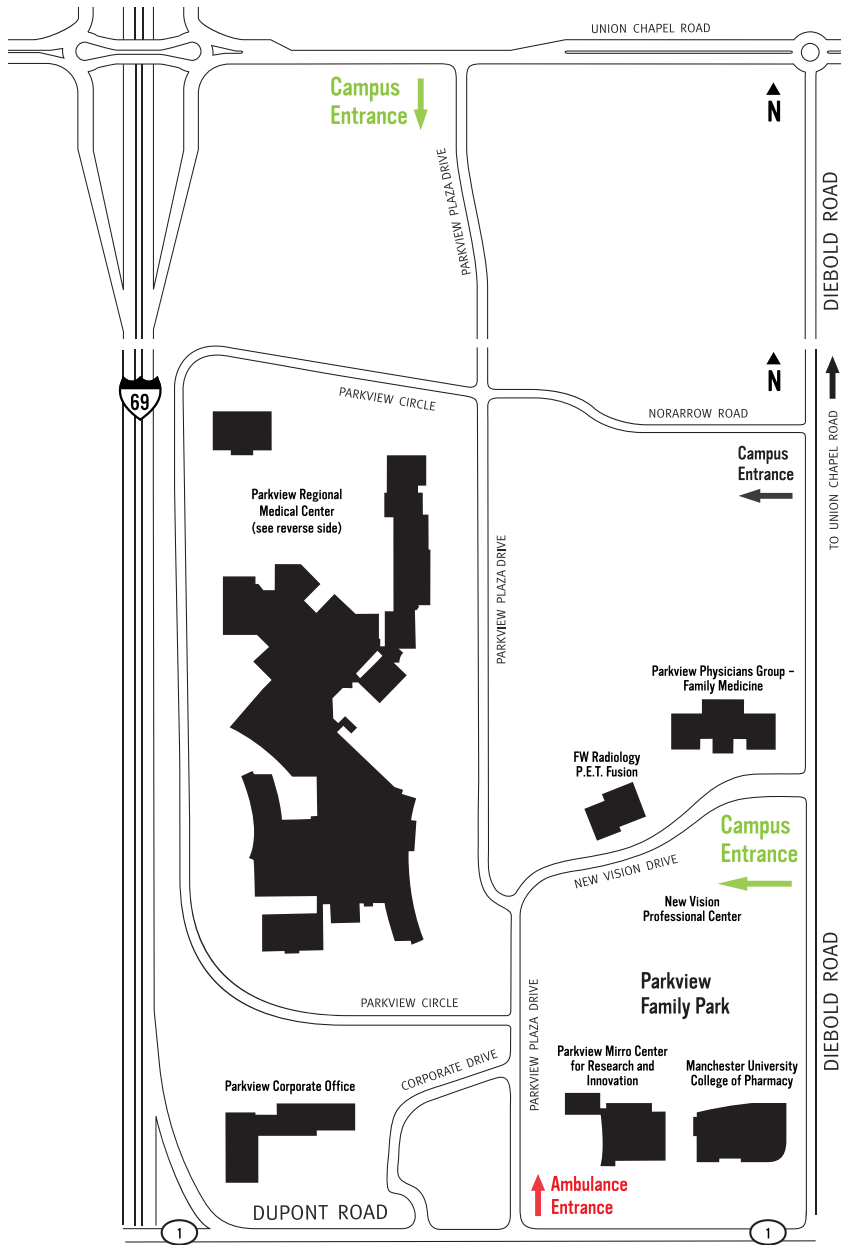 UNION CHAPEL ROAD
Campus
Entrance
N
PARKVIEW PLAZA DRIVE
DIEBOLD ROAD
N
69
PARKVIEW CIRCLE
NORARROW ROAD
TO UNION CHAPEL ROAD
Campus
Entrance
Parkview Regional
Medical Center
(see reverse side)
PARKVIEW PLAZA DRIVE
Parkview Physicians Group –
Family Medicine
FW Radiology
P.E.T. Fusion
Campus
Entrance
NEW VISION DRIVE
New Vision
Professional Center
DIEBOLD ROAD
Parkview
Family Park
PARKVIEW CIRCLE
PARKVIEW PLAZA DRIVE
CORPORATE DRIVE
Parkview Mirro Center
for Research and
Innovation
Manchester University
College of Pharmacy
Parkview Corporate Office
Ambulance
Entrance
DUPONT ROAD
1
1